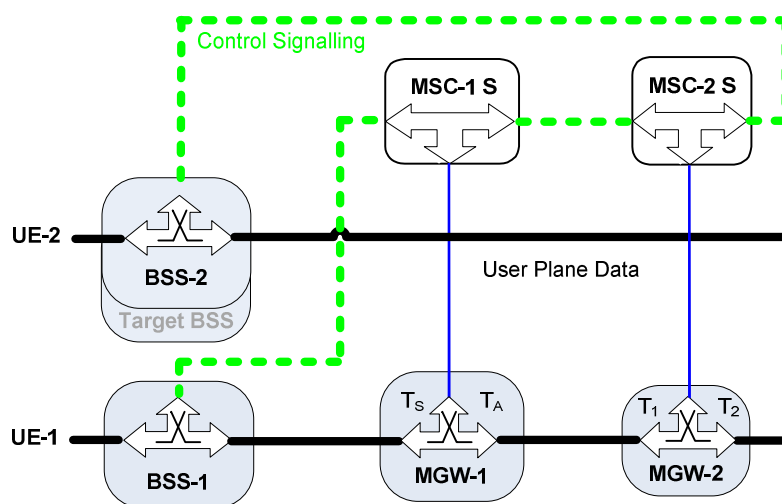 Control Signalling
MSC-1 S
MSC-2 S
UE-2
BSS-2
User Plane Data
Target BSS
TS
TA
T1
T2
UE-1
BSS-1
MGW-1
MGW-2